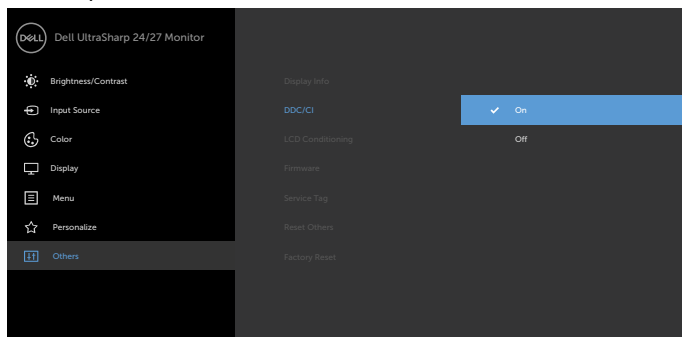 DELL
Dell UltraSharp 24/27 Monitor
Brightness/Contrast
Input Source
Color
Display
Menu
Personalize
Others
Display Info
DDC/CI
LCD Conditioning
Firmware
Service Tag
Reset Others
Factory Reset
On
Off